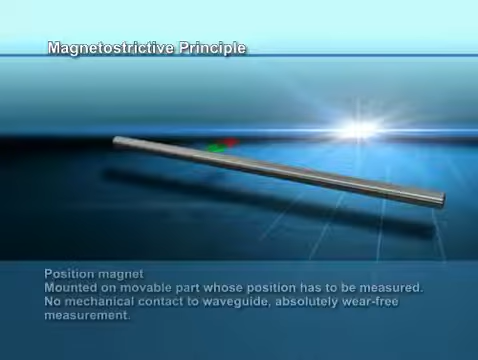 Magnetostrictive Principle
Position magnet
Mounted on movable part whose position has to be measured.
No mechanical contact to waveguide, absolutely wear-free
measurement.